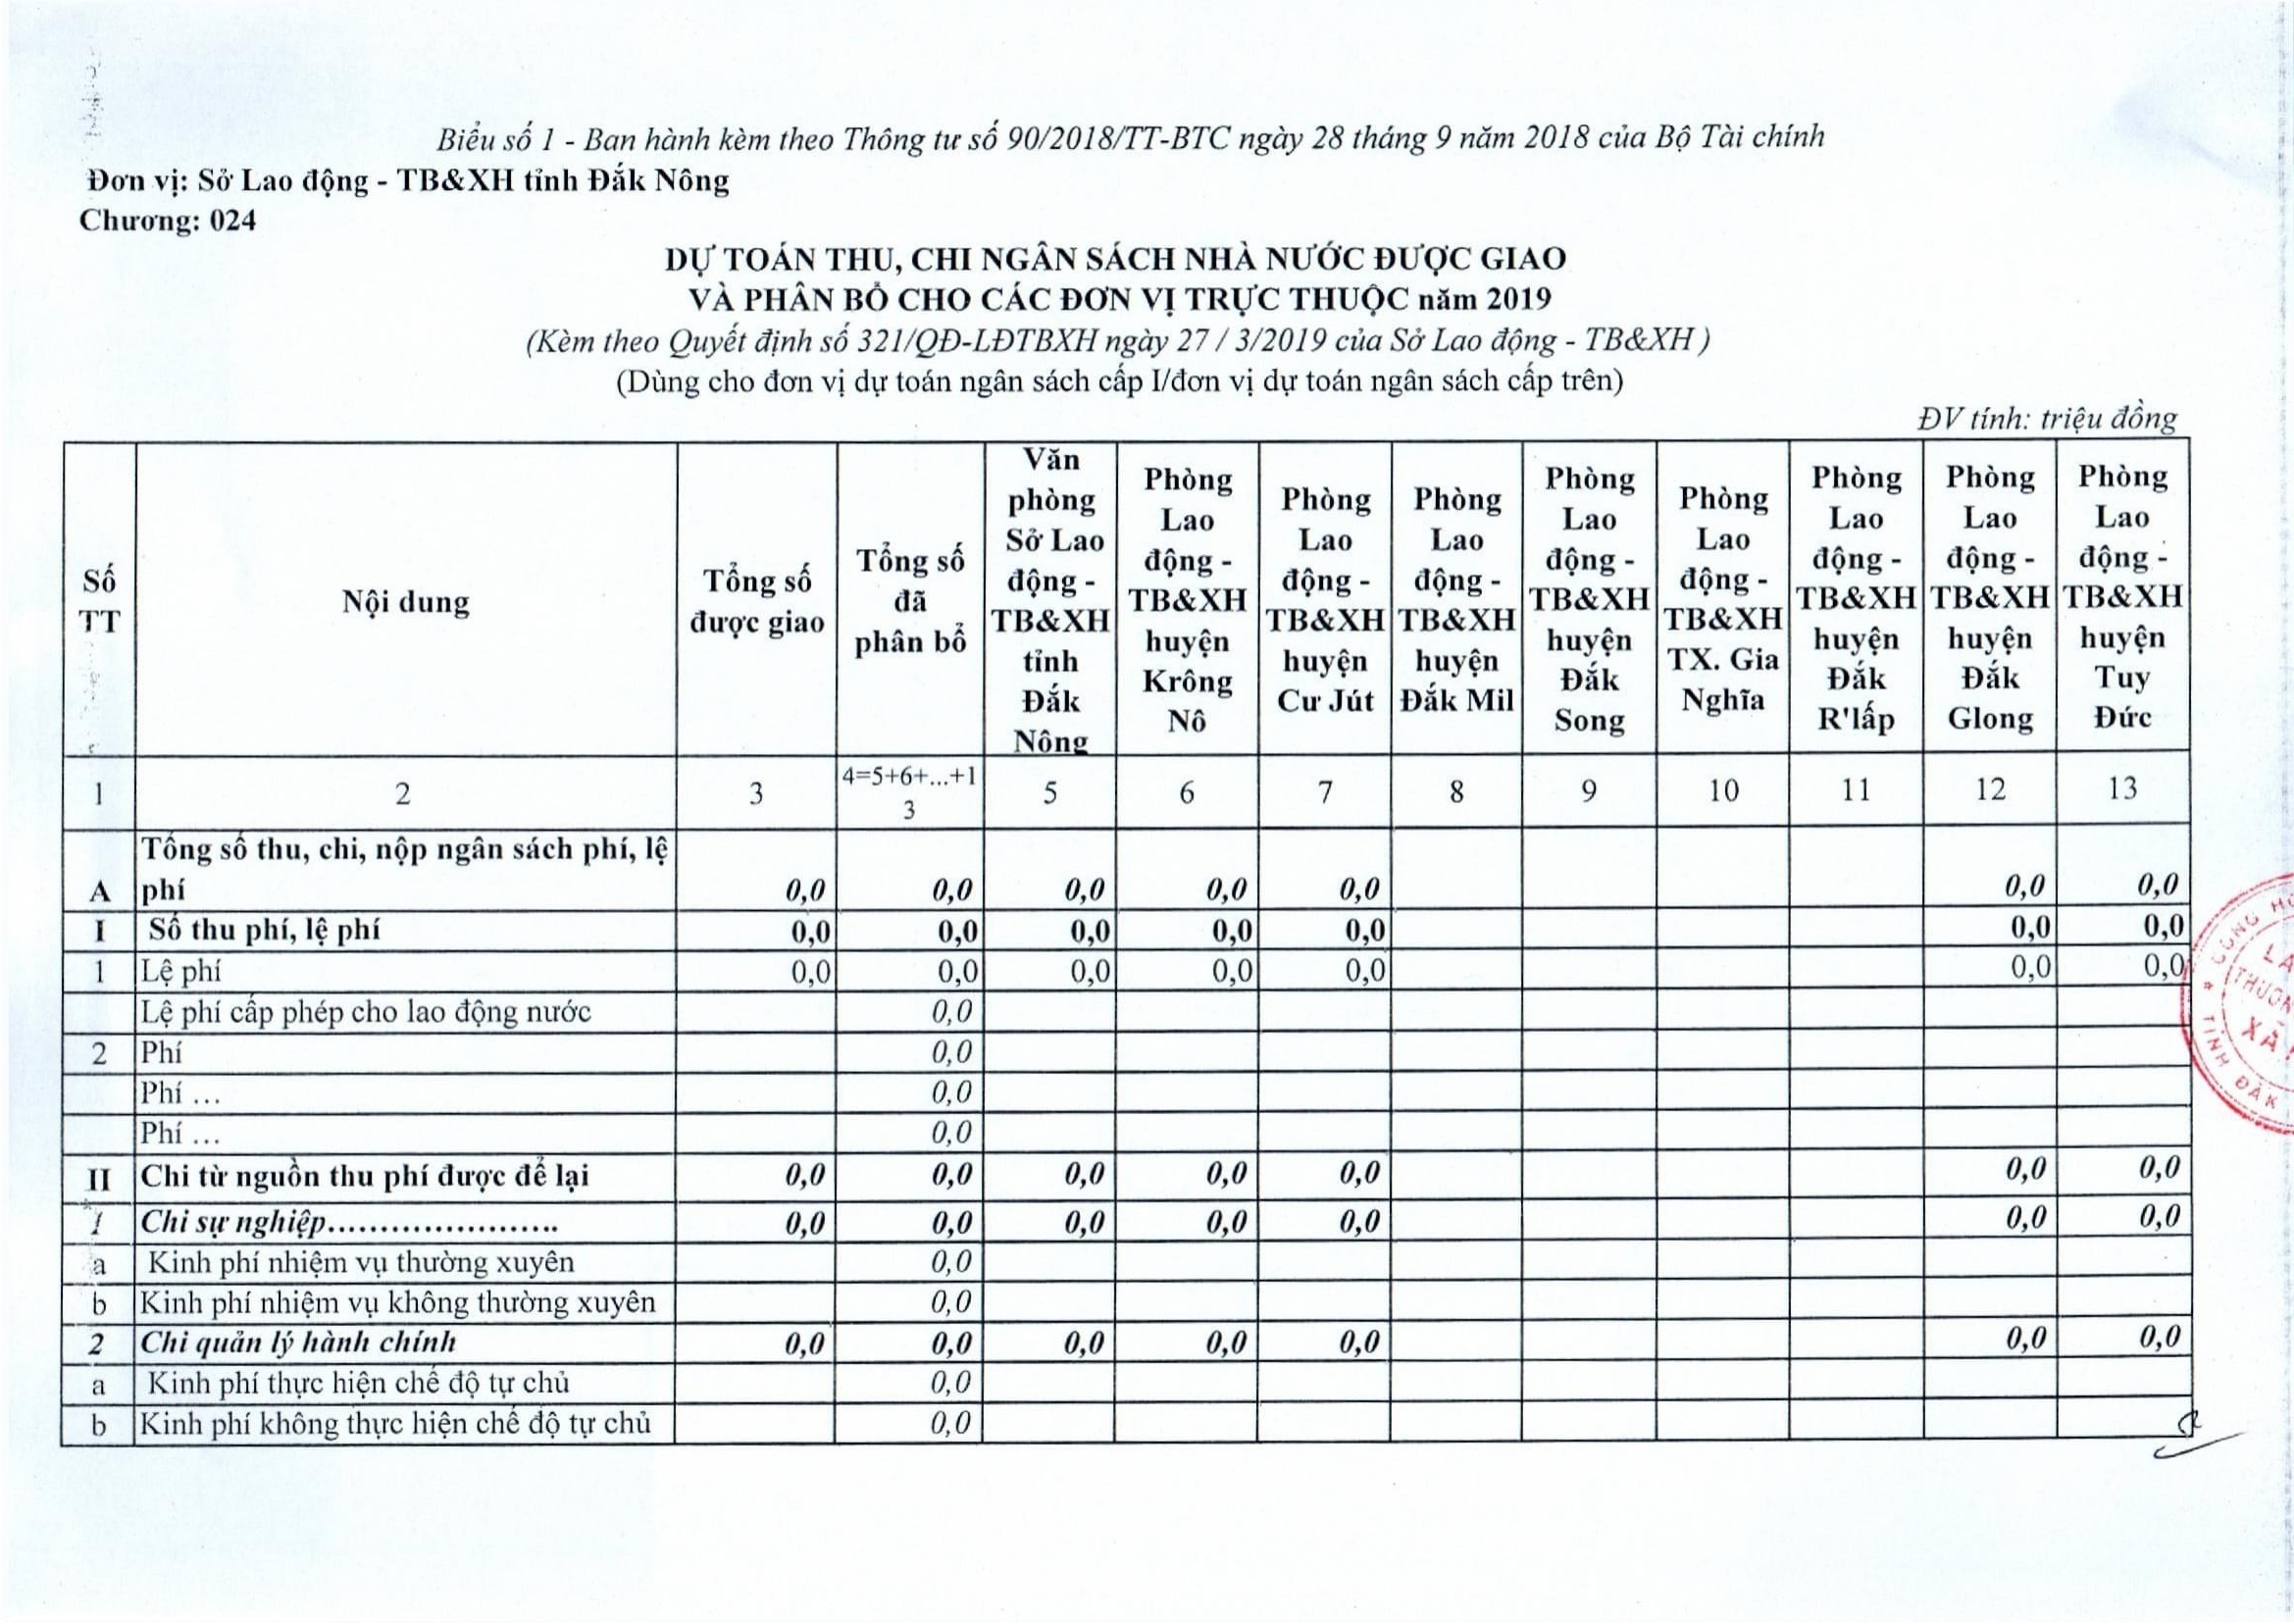 Biểu số 1 - Ban hành kèm theo Thông tư số 90/2018/TT-BTC ngày 28 tháng 9 năm 2018 của Bộ Tài chính
Đơn vị: Sở Lao động - TB&XH tỉnh Đắk Nông
Chương: 024
DỰ TOÁN THU, CHI NGÂN SÁCH NHÀ NƯỚC ĐƯỢC GIAO
VÀ PHÂN BỔ CHO CÁC ĐƠN VỊ TRỰC THUỘC năm 2019
(Kèm theo Quyết định số 321/QĐ-LĐTBXH ngày 27 / 3/2019 của Sở Lao động - TB&XH )
(Dùng cho đơn vị dự toán ngân sách cấp I/đơn vị dự toán ngân sách cấp trên)
ĐV tính: triệu đồng
Số TT | Nội dung | Tổng số được giao | Tổng số đã phân bổ | Văn phòng Sở Lao động - TB&XH tỉnh Đắk Nông | Phòng Lao động - TB&XH huyện Krông Nô | Phòng Lao động - TB&XH huyện Cư Jút | Phòng Lao động - TB&XH huyện Đắk Mil | Phòng Lao động - TB&XH huyện Đắk Song | Phòng Lao động - TB&XH TX. Gia Nghĩa | Phòng Lao động - TB&XH huyện Đắk R'lấp | Phòng Lao động - TB&XH huyện Đắk Glong | Phòng Lao động - TB&XH huyện Tuy Đức
1 | 2 | 3 | 4=5+6+...+13 | 5 | 6 | 7 | 8 | 9 | 10 | 11 | 12 | 13
A | Tổng số thu, chi, nộp ngân sách phí, lệ phí | 0,0 | 0,0 | 0,0 | 0,0 | 0,0 | | | | | 0,0 | 0,0
I | Số thu phí, lệ phí | 0,0 | 0,0 | 0,0 | 0,0 | 0,0 | | | | | 0,0 | 0,0
1 | Lệ phí | 0,0 | 0,0 | 0,0 | 0,0 | 0,0 | | | | | 0,0 | 0,0
Lệ phí cấp phép cho lao động nước | | 0,0
2 | Phí | | 0,0
Phí ... | | 0,0
Phí ... | | 0,0
II | Chi từ nguồn thu phí được để lại | 0,0 | 0,0 | 0,0 | 0,0 | 0,0 | | | | | 0,0 | 0,0
1 | Chi sự nghiệp...................... | 0,0 | 0,0 | 0,0 | 0,0 | 0,0 | | | | | 0,0 | 0,0
a | Kinh phí nhiệm vụ thường xuyên | | 0,0
b | Kinh phí nhiệm vụ không thường xuyên | | 0,0
2 | Chi quản lý hành chính | 0,0 | 0,0 | 0,0 | 0,0 | 0,0 | | | | | 0,0 | 0,0
a | Kinh phí thực hiện chế độ tự chủ | | 0,0
b | Kinh phí không thực hiện chế độ tự chủ | | 0,0